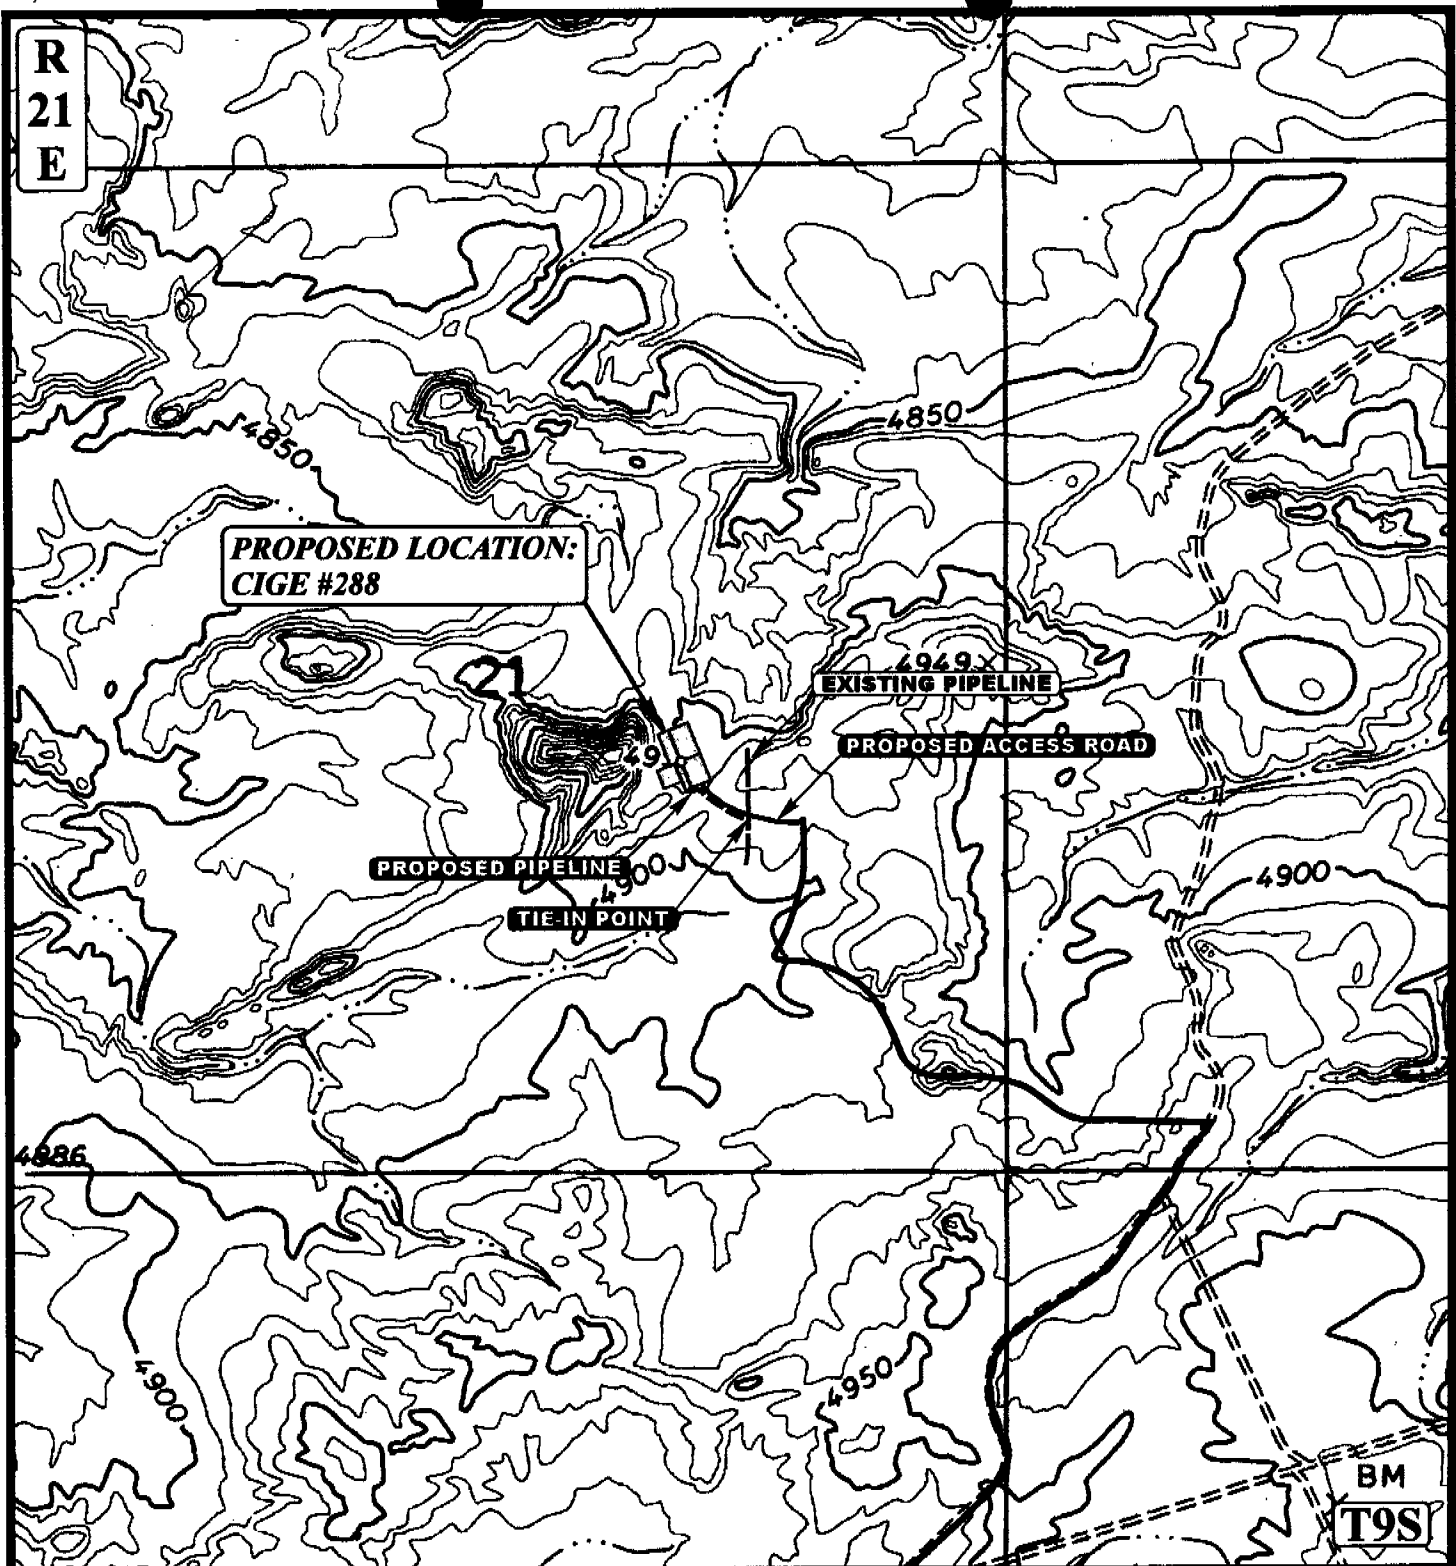 R
21
E
4850
4850
PROPOSED LOCATION:
CIGE #288
21
4949
EXISTING PIPELINE
49
PROPOSED ACCESS ROAD
PROPOSED PIPELINE
4900
4900
TIE-IN POINT
4886
4900
4950
BM
T9S